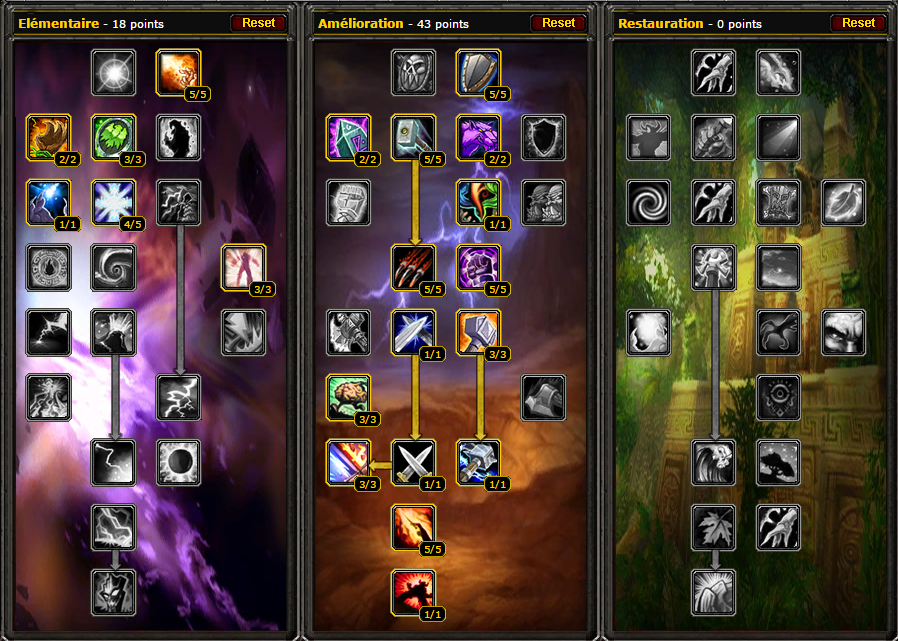 Elémentaire - 18 points Reset Amélioration - 43 points Reset Restauration - 0 points Reset
5/5 5/5
2/2 3/3 2/2 5/5 2/2
1/1 4/5 1/1
3/3 5/5 5/5
1/1 3/3
3/3
3/3 1/1 1/1
5/5
1/1